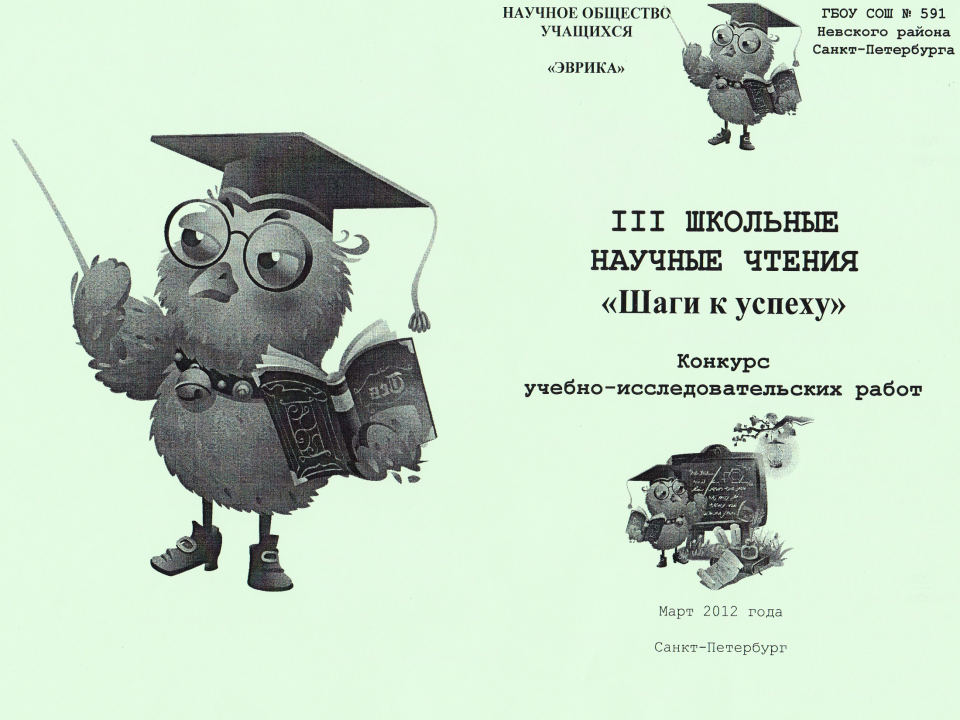 НАУЧНОЕ ОБЩЕСТВО
УЧАЩИХСЯ
«ЭВРИКА»
ГБОУ СОШ № 591
Невского района
Санкт-Петербурга
III ШКОЛЬНЫЕ
НАУЧНЫЕ ЧТЕНИЯ
«Шаги к успеху»
Конкурс
учебно-исследовательских работ
Март 2012 года
Санкт-Петербург